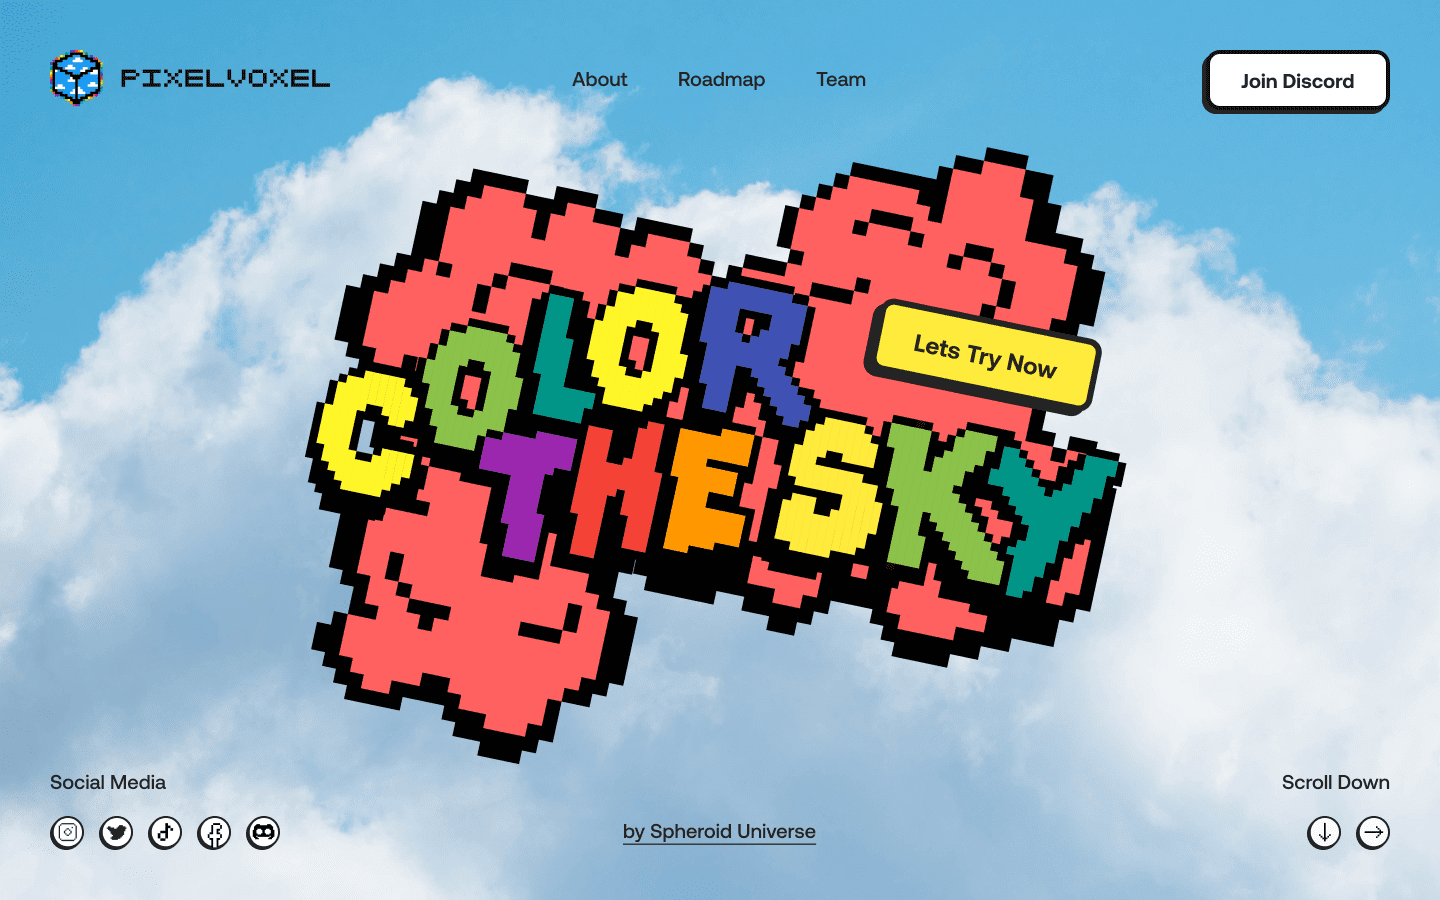 PIXELVOXEL
About
Roadmap
Team
Join Discord
COLOR
THE SKY
Lets Try Now
Social Media
Scroll Down
by Spheroid Universe